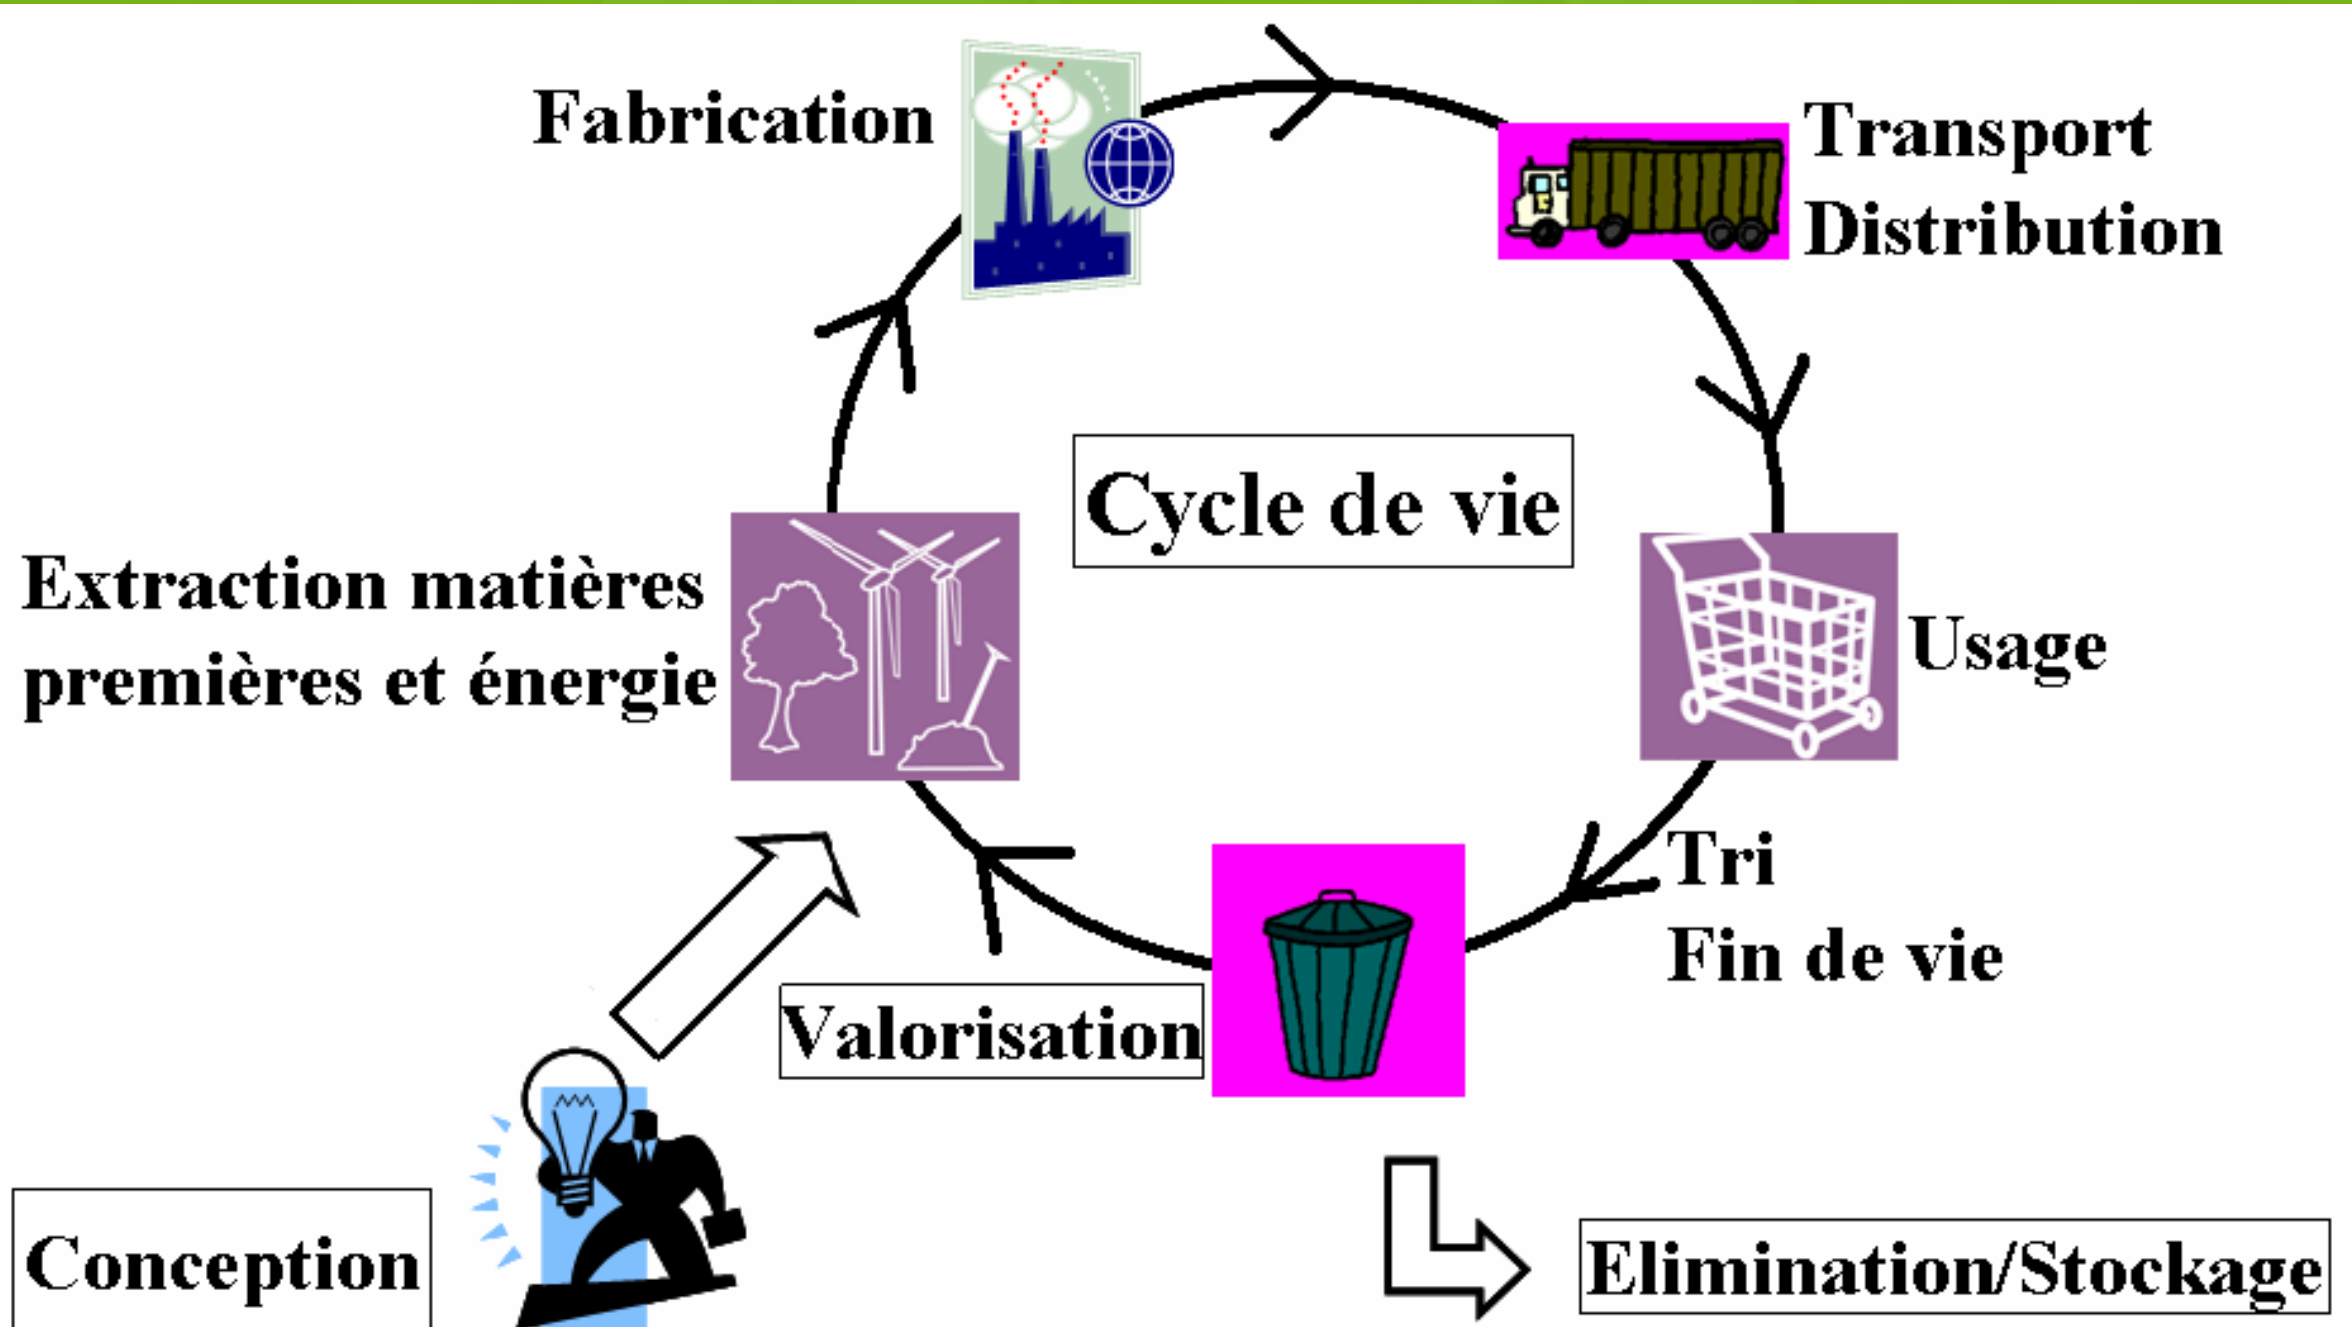 Fabrication
Transport
Distribution
Cycle de vie
Extraction matières
premières et énergie
Usage
Tri
Fin de vie
Valorisation
Conception
Elimination/Stockage